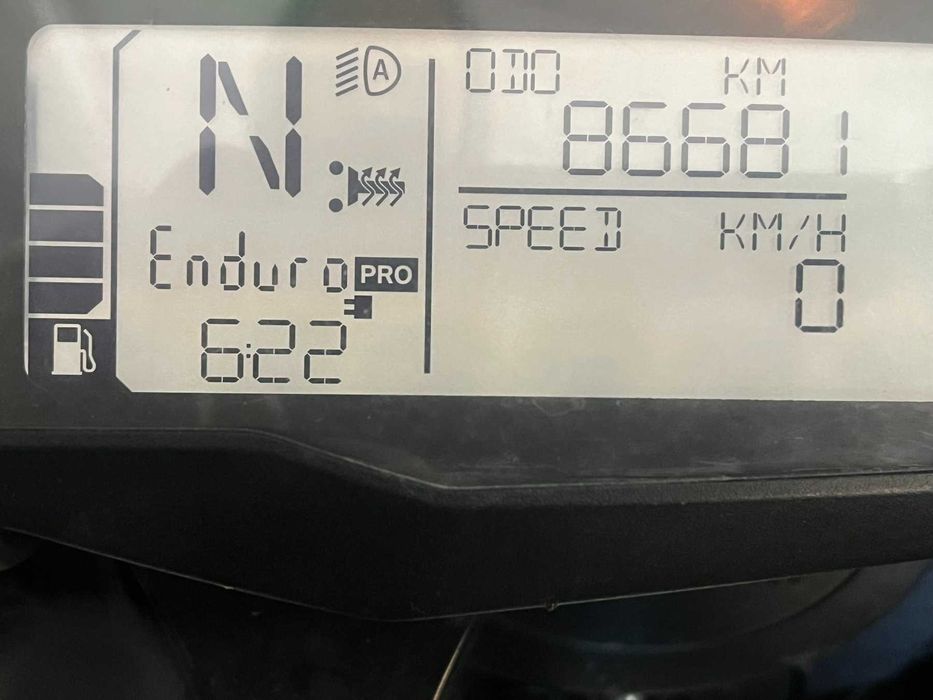 N A
Enduro PRO
6:22
ODO KM
86681
SPEED KM/H
0